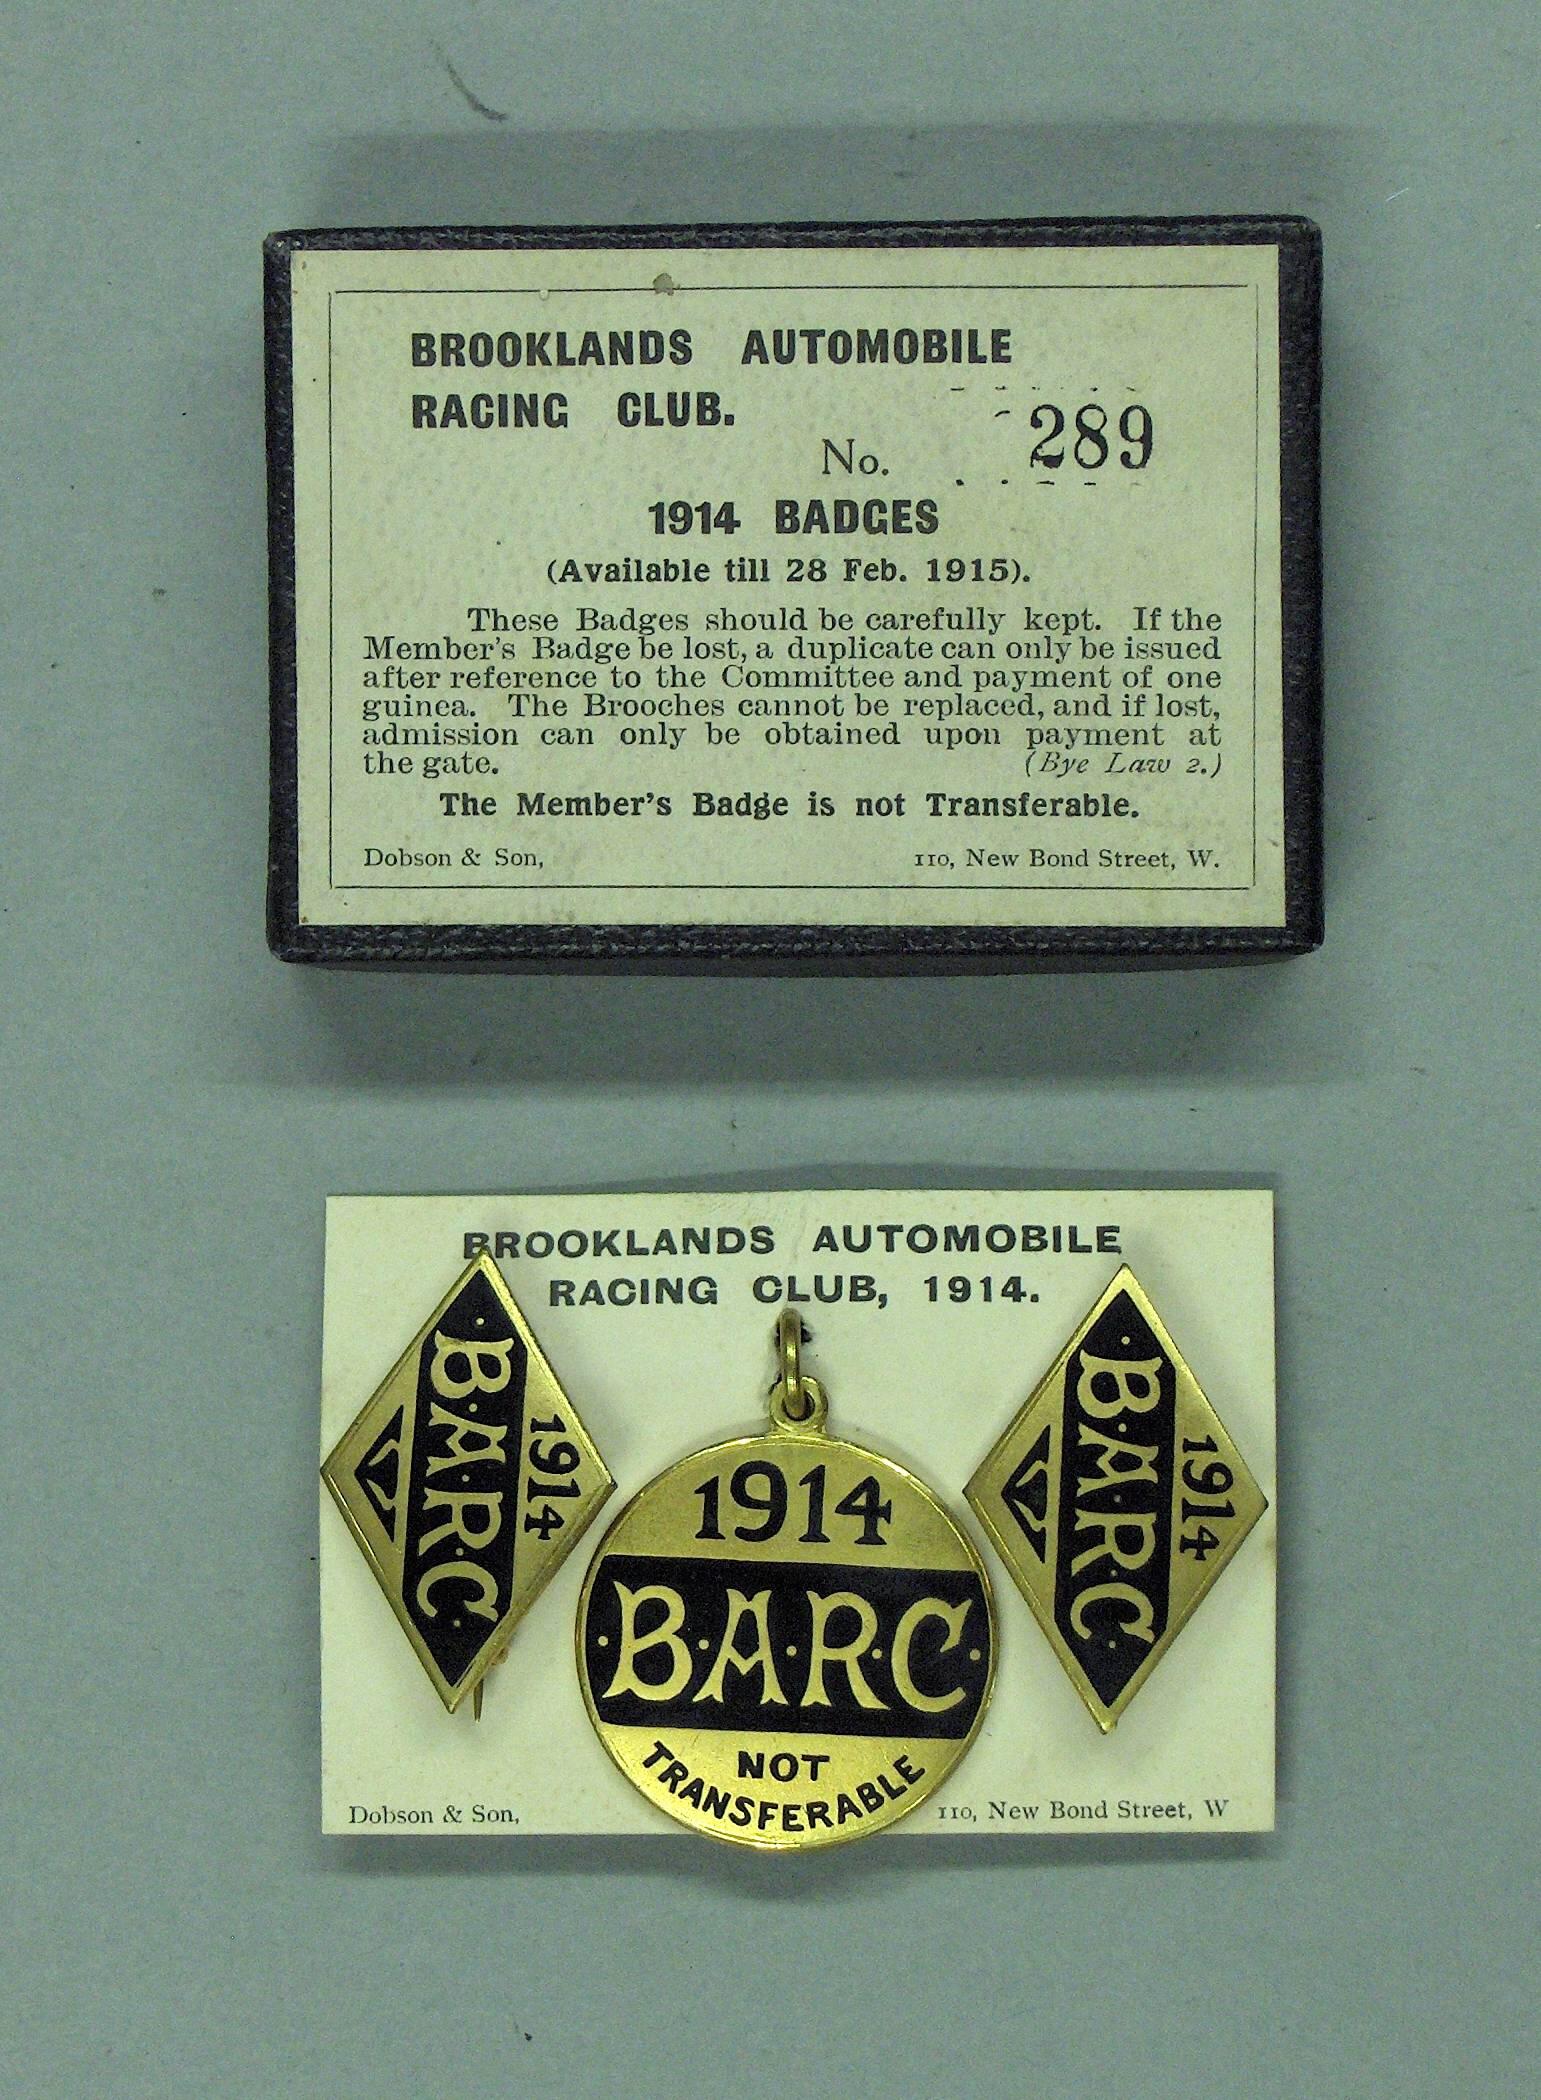 BROOKLANDS AUTOMOBILE
RACING CLUB.
No. 289
1914 BADGES
(Available till 28 Feb. 1915).
These Badges should be carefully kept. If the
Member's Badge be lost, a duplicate can only be issued
after reference to the Committee and payment of one
guinea. The Brooches cannot be replaced, and if lost,
admission can only be obtained upon payment at
the gate. (Bye Law 2.)
The Member's Badge is not Transferable.
Dobson & Son, 110, New Bond Street, W.
BROOKLANDS AUTOMOBILE
RACING CLUB, 1914.
1914
·B·A·R·C·
1914
·B·A·R·C·
NOT
TRANSFERABLE
1914
·B·A·R·C·
Dobson & Son, 110, New Bond Street, W